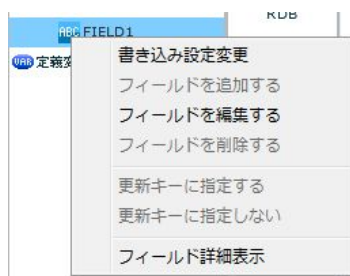 RDB
ABC FIELD1
VAR 定義変
書き込み設定変更
フィールドを追加する
フィールドを編集する
フィールドを削除する
更新キーに指定する
更新キーに指定しない
フィールド詳細表示